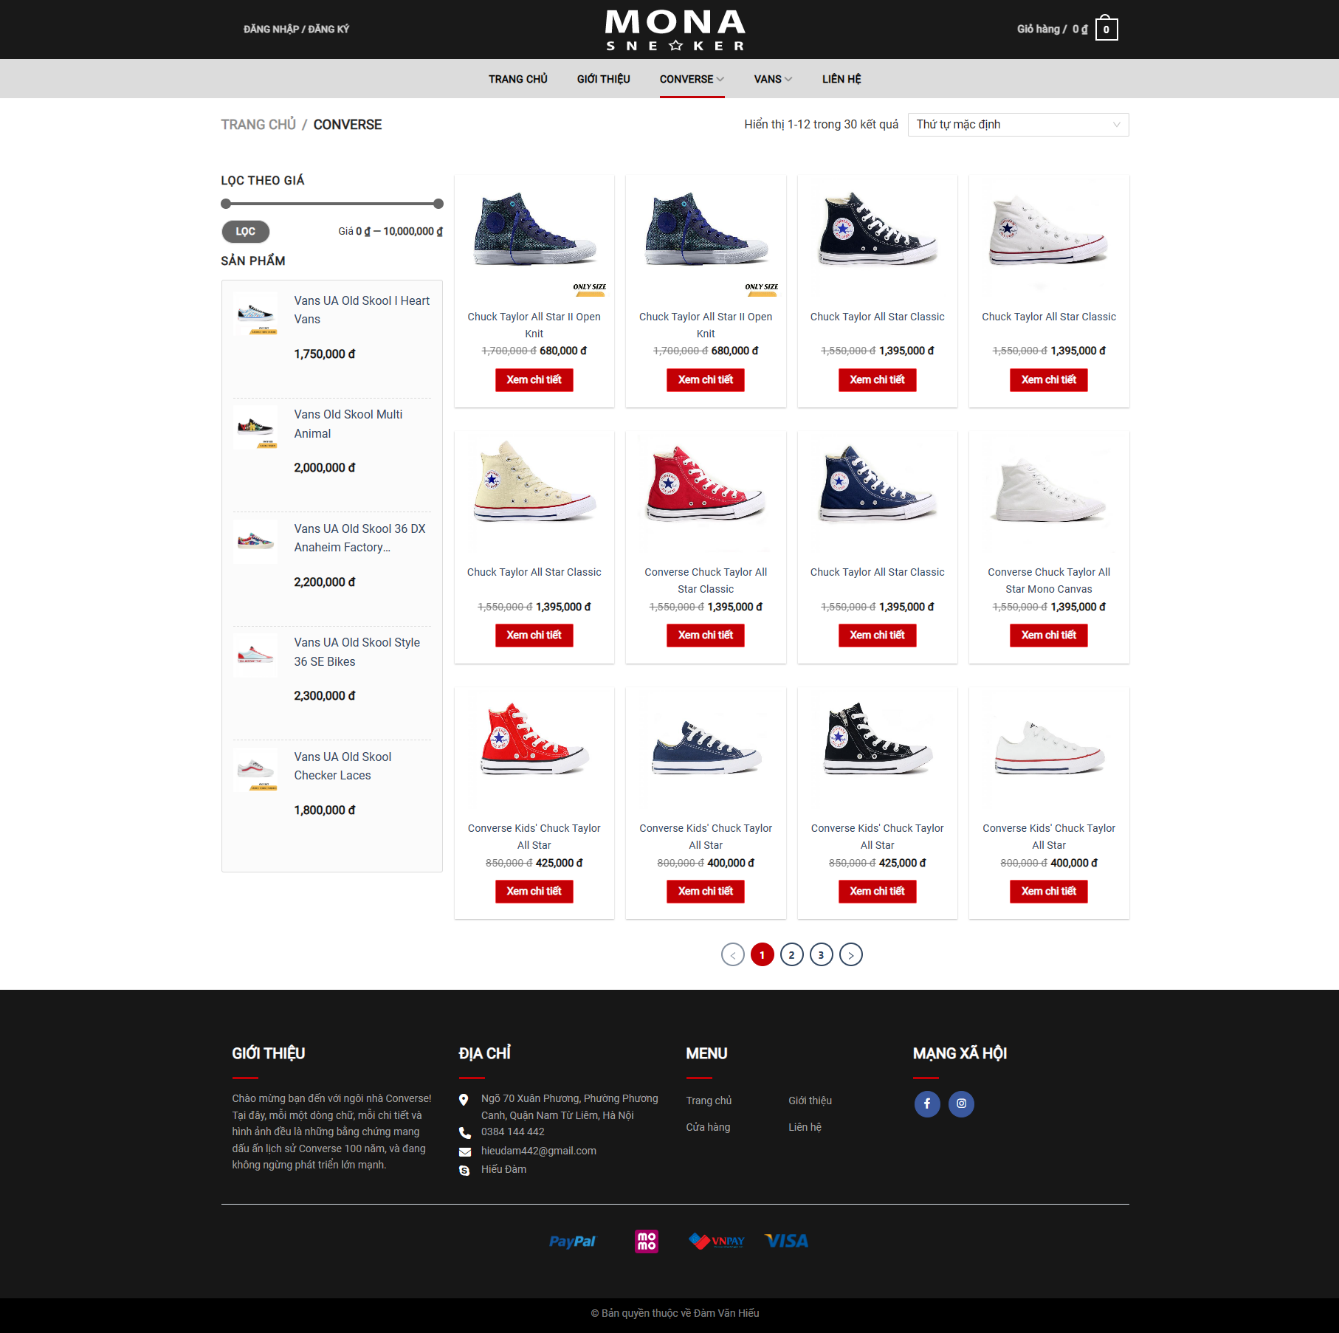 ĐĂNG NHẬP / ĐĂNG KÝ
MONA
SNE☆KER
Giỏ hàng / 0 ₫
0
TRANG CHỦ
GIỚI THIỆU
CONVERSE
VANS
LIÊN HỆ
TRANG CHỦ / CONVERSE
Hiển thị 1-12 trong 30 kết quả
Thứ tự mặc định
LỌC THEO GIÁ
LỌC
Giá 0 ₫ — 10,000,000 ₫
SẢN PHẨM
Vans UA Old Skool I Heart
Vans
1,750,000 đ
Vans Old Skool Multi
Animal
2,000,000 đ
Vans UA Old Skool 36 DX
Anaheim Factory...
2,200,000 đ
Vans UA Old Skool Style
36 SE Bikes
2,300,000 đ
Vans UA Old Skool
Checker Laces
1,800,000 đ
ONLY SIZE
Chuck Taylor All Star II Open
Knit
1,700,000 đ 680,000 đ
Xem chi tiết
ONLY SIZE
Chuck Taylor All Star II Open
Knit
1,700,000 đ 680,000 đ
Xem chi tiết
Chuck Taylor All Star Classic
1,550,000 đ 1,395,000 đ
Xem chi tiết
Chuck Taylor All Star Classic
1,550,000 đ 1,395,000 đ
Xem chi tiết
Chuck Taylor All Star Classic
1,550,000 đ 1,395,000 đ
Xem chi tiết
Converse Chuck Taylor All
Star Classic
1,550,000 đ 1,395,000 đ
Xem chi tiết
Chuck Taylor All Star Classic
1,550,000 đ 1,395,000 đ
Xem chi tiết
Converse Chuck Taylor All
Star Mono Canvas
1,550,000 đ 1,395,000 đ
Xem chi tiết
Converse Kids' Chuck Taylor
All Star
850,000 đ 425,000 đ
Xem chi tiết
Converse Kids' Chuck Taylor
All Star
800,000 đ 400,000 đ
Xem chi tiết
Converse Kids' Chuck Taylor
All Star
850,000 đ 425,000 đ
Xem chi tiết
Converse Kids' Chuck Taylor
All Star
800,000 đ 400,000 đ
Xem chi tiết
< 1 2 3 >
GIỚI THIỆU
Chào mừng bạn đến với ngôi nhà Converse!
Tại đây, mỗi một dòng chữ, mỗi chi tiết và
hình ảnh đều là những bằng chứng mang
dấu ấn lịch sử Converse 100 năm, và đang
không ngừng phát triển lớn mạnh.
ĐỊA CHỈ
Ngõ 70 Xuân Phương, Phường Phương
Canh, Quận Nam Từ Liêm, Hà Nội
0384 144 442
hieudam442@gmail.com
Hiếu Đàm
MENU
Trang chủ
Giới thiệu
Cửa hàng
Liên hệ
MẠNG XÃ HỘI
PayPal
mo
mo
VNPAY
VISA
© Bản quyền thuộc về Đàm Văn Hiếu